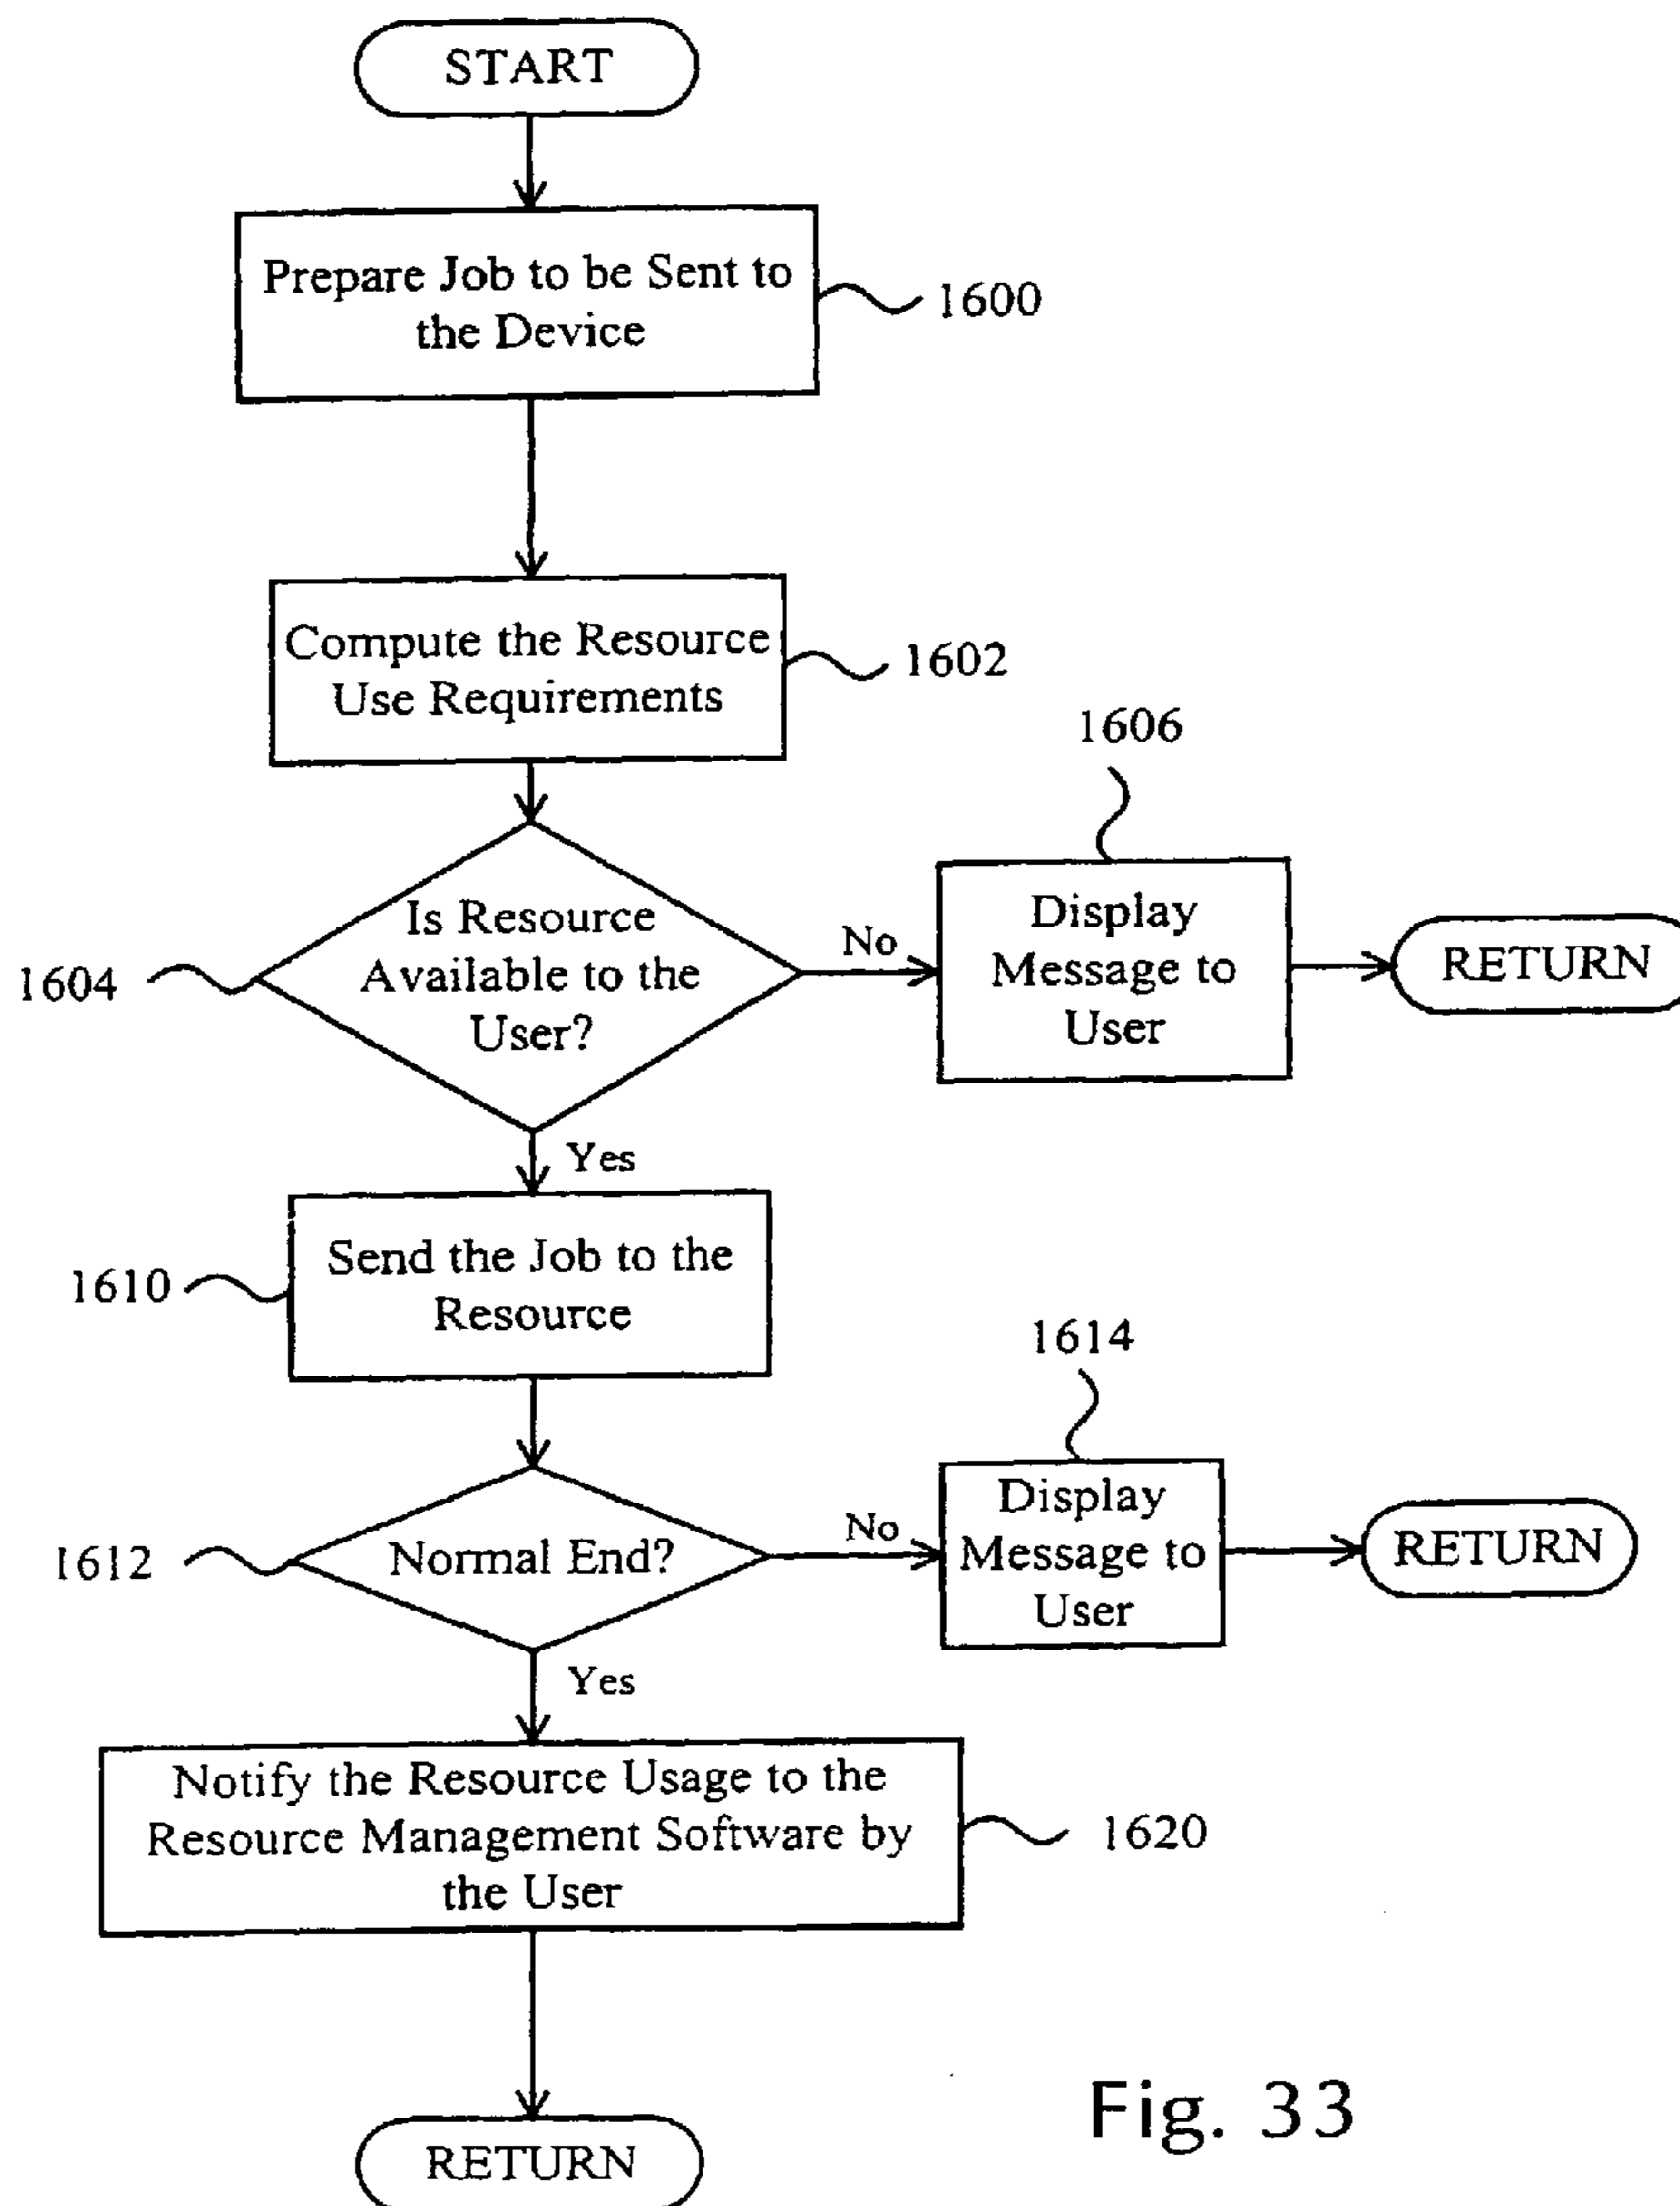 START
Prepare Job to be Sent to
the Device
1600
Compute the Resource
Use Requirements
1602
1606
Is Resource
Available to the
User?
1604
No
Display
Message to
User
RETURN
Yes
Send the Job to the
Resource
1610
1614
Normal End?
1612
No
Display
Message to
User
RETURN
Yes
Notify the Resource Usage to the
Resource Management Software by
the User
1620
RETURN
Fig. 33